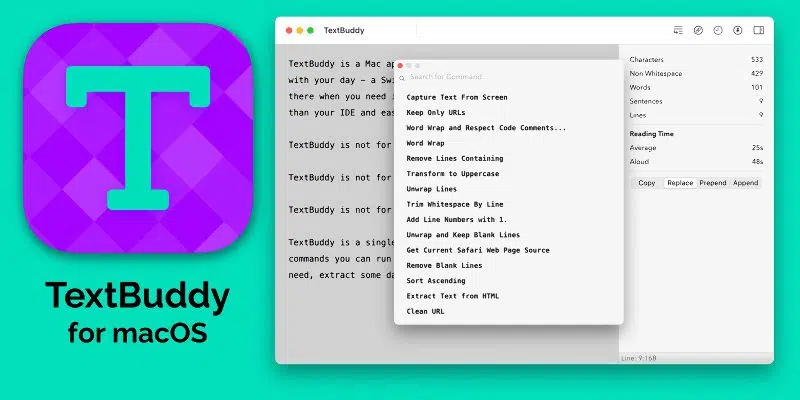 T
TextBuddy
for macOS
TextBuddy
TextBuddy is a Mac ap
with your day – a Sw
there when you need
than your IDE and eas
TextBuddy is not for
TextBuddy is not for
TextBuddy is not for
TextBuddy is a single
commands you can run
need, extract some da
Search for Command...
Capture Text From Screen
Keep Only URLs
Word Wrap and Respect Code Comments...
Word Wrap
Remove Lines Containing
Transform to Uppercase
Unwrap Lines
Trim Whitespace By Line
Add Line Numbers with 1.
Unwrap and Keep Blank Lines
Get Current Safari Web Page Source
Remove Blank Lines
Sort Ascending
Extract Text from HTML
Clean URL
Characters 533
Non Whitespace 429
Words 101
Sentences 9
Lines 9
Reading Time
Average 25s
Aloud 48s
Copy Replace Prepend Append
Line: 9:168